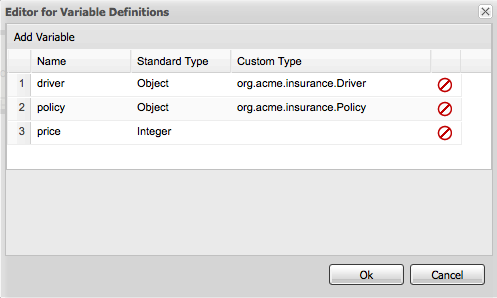 Editor for Variable Definitions
Add Variable
Name Standard Type Custom Type
1 driver Object org.acme.insurance.Driver
2 policy Object org.acme.insurance.Policy
3 price Integer
Ok Cancel